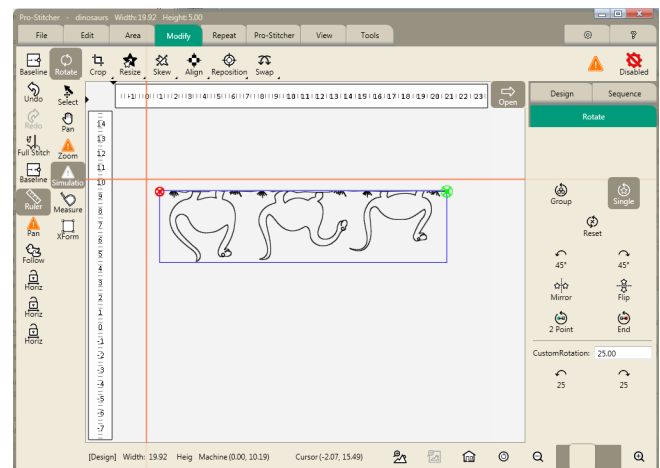 Pro-Stitcher - dinosaurs Width:19.92 Height:5.00
File Edit Area Modify Repeat Pro-Stitcher View Tools
Baseline Rotate Crop Resize Skew Align Reposition Swap Disabled
Undo Select
Open
Design Sequence
Redo Pan
Rotate
Full Stitch Zoom
Baseline Simulatio
Ruler Measure
Group Single
Pan XForm
Reset
Follow
45° 45°
Horiz
Mirror Flip
Horiz
2 Point End
Horiz
CustomRotation: 25.00
25 25
[Design] Width: 19.92 Heig Machine (0.00, 10.19) Cursor (-2.07, 15.49)